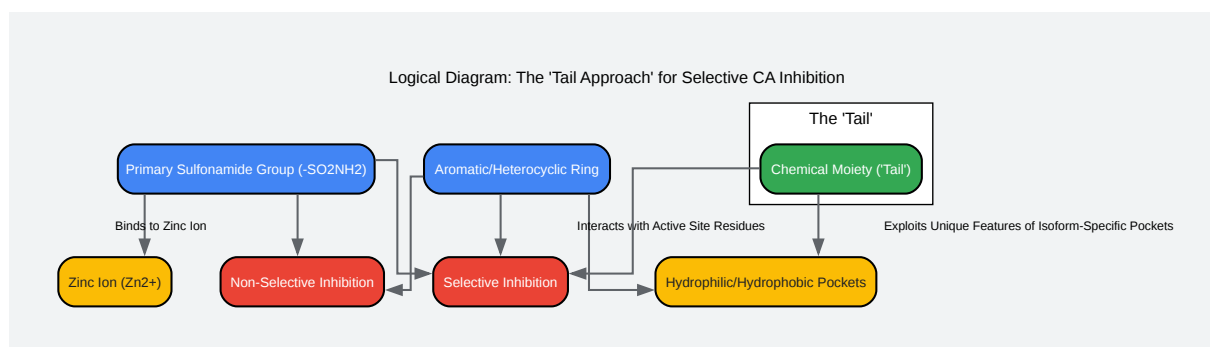 Logical Diagram: The 'Tail Approach' for Selective CA Inhibition
The 'Tail'
Primary Sulfonamide Group (-SO2NH2)
Aromatic/Heterocyclic Ring
Chemical Moiety ('Tail')
Binds to Zinc Ion
Interacts with Active Site Residues
Exploits Unique Features of Isoform-Specific Pockets
Zinc Ion (Zn2+)
Non-Selective Inhibition
Selective Inhibition
Hydrophilic/Hydrophobic Pockets